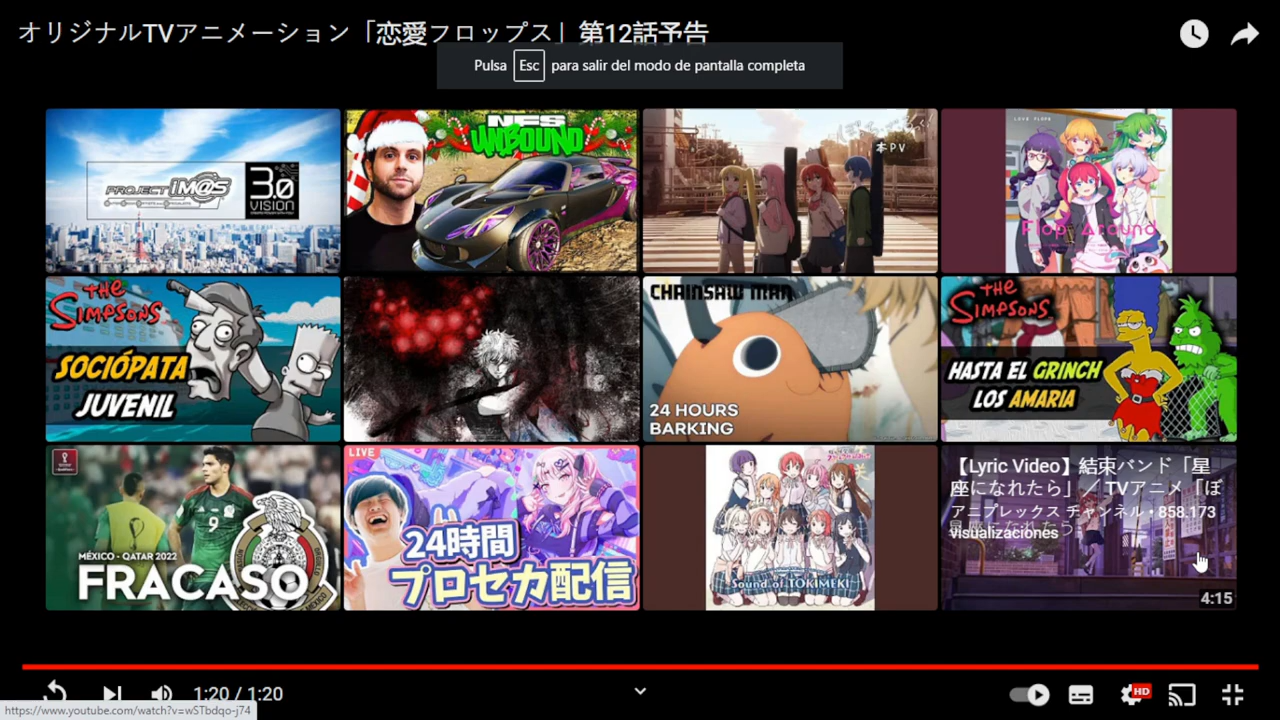 オリジナルTVアニメーション「恋愛フロップス」第12話予告
Pulsa Esc para salir del modo de pantalla completa
PROJECT iM@S
3.0
VISION
NFS
UNBOUND
本PV
LOVE FLOPS
Flop Around
THE
SIMPSONS
SOCIÓPATA
JUVENIL
CHAINSAW MAN
24 HOURS
BARKING
THE
SIMPSONS
HASTA EL GRINCH
LOS AMARIA
9
MÉXICO - QATAR 2022
FRACASO
LIVE
24時間
プロセカ配信
Sound of TOKIMEKI
【Lyric Video】結束バンド「星
座になれたら」／TVアニメ「ぼ
アニプレックス チャンネル • 858.173
visualizaciones
4:15
1:20 / 1:20
HD
https://www.youtube.com/watch?v=wSTbdqo-j74